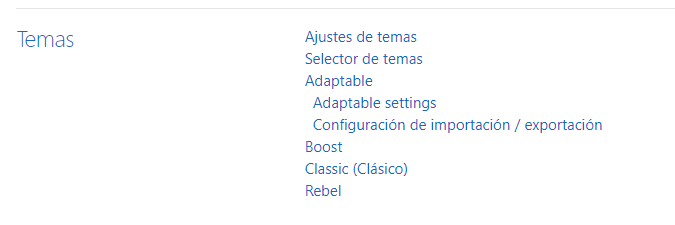 Temas
Ajustes de temas
Selector de temas
Adaptable
Adaptable settings
Configuración de importación / exportación
Boost
Classic (Clásico)
Rebel